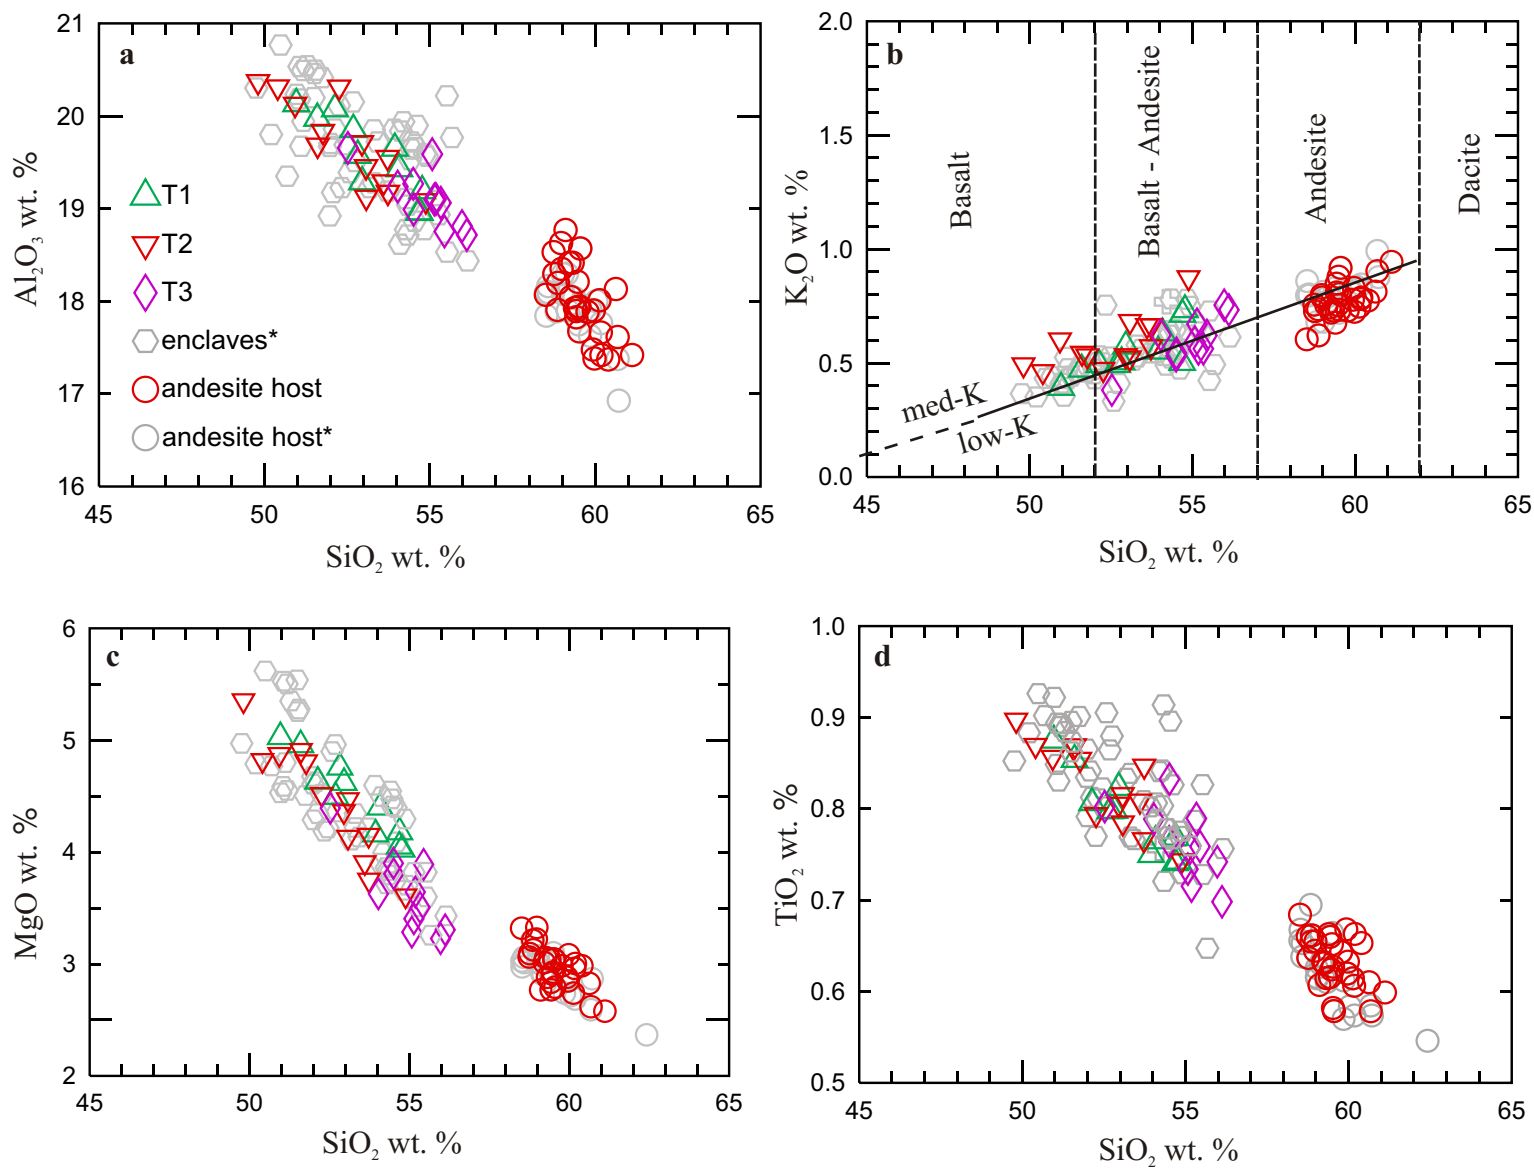 a
21
20
19
18
17
16
Al₂O₃ wt. %
T1
T2
T3
enclaves*
andesite host
andesite host*
45 50 55 60 65
SiO₂ wt. %
b
2.0
1.5
1.0
0.5
0.0
K₂O wt. %
Basalt
Basalt - Andesite
Andesite
Dacite
med-K
low-K
45 50 55 60 65
SiO₂ wt. %
c
6
5
4
3
2
MgO wt. %
45 50 55 60 65
SiO₂ wt. %
d
1.0
0.9
0.8
0.7
0.6
0.5
TiO₂ wt. %
45 50 55 60 65
SiO₂ wt. %